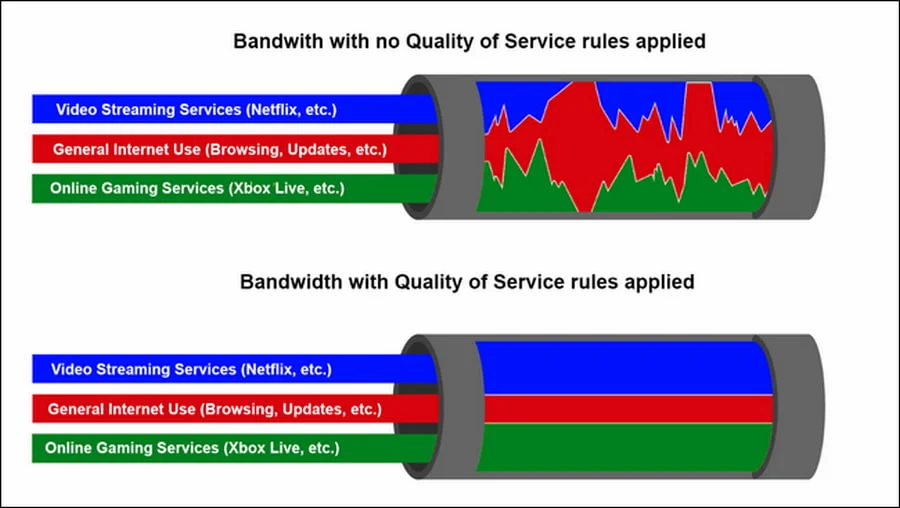 Bandwith with no Quality of Service rules applied
Video Streaming Services (Netflix, etc.)
General Internet Use (Browsing, Updates, etc.)
Online Gaming Services (Xbox Live, etc.)
Bandwidth with Quality of Service rules applied
Video Streaming Services (Netflix, etc.)
General Internet Use (Browsing, Updates, etc.)
Online Gaming Services (Xbox Live, etc.)